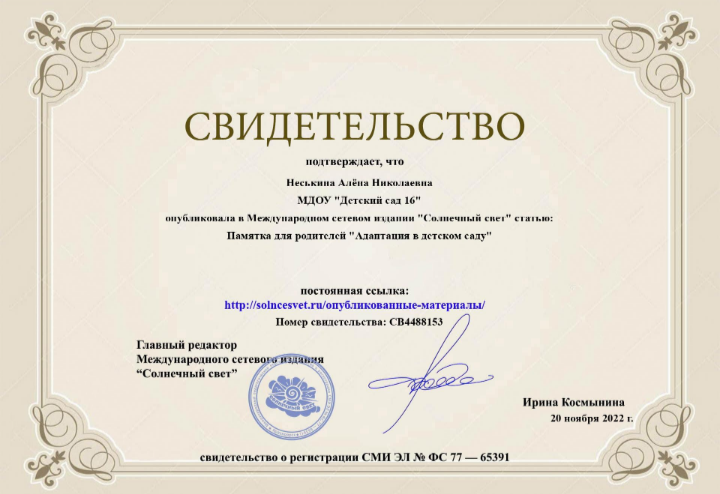 СВИДЕТЕЛЬСТВО
подтверждает, что
Неськина Алёна Николаевна
МДОУ "Детский сад 16"
опубликовала в Международном сетевом издании "Солнечный свет" статью:
Памятка для родителей "Адаптация в детском саду"
постоянная ссылка:
http://solncesvet.ru/опубликованные-материалы/
Номер свидетельства: СВ4488153
Главный редактор
Международного сетевого издания
“Солнечный свет”
Ирина Космынина
20 ноября 2022 г.
свидетельство о регистрации СМИ ЭЛ № ФС 77 — 65391